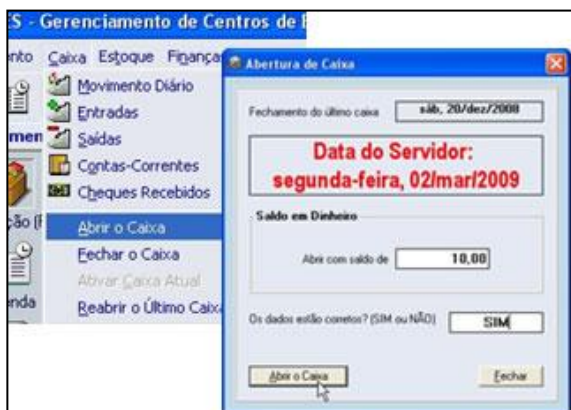 S - Gerenciamento de Centros de
Caixa Estoque Finança
Movimento Diário
Entradas
Saídas
Contas-Correntes
Cheques Recebidos
Abrir o Caixa
Fechar o Caixa
Ativar Caixa Atual
Reabrir o Último Caixa
Abertura de Caixa
Fechamento do último caixa sáb, 20/dez/2008
Data do Servidor:
segunda-feira, 02/mar/2009
Saldo em Dinheiro
Abrir com saldo de 10,00
Os dados estão corretos? (SIM ou NÃO) SIM
Abrir o Caixa Fechar